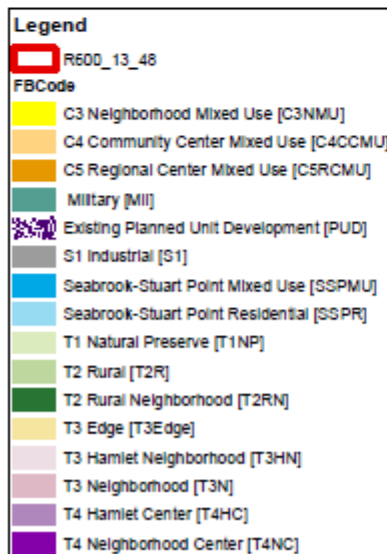 Legend
R600_13_48
FBCode
C3 Neighborhood Mixed Use [C3NMU]
C4 Community Center Mixed Use [C4CCMU]
C5 Regional Center Mixed Use [C5RCMU]
Military [Mil]
Existing Planned Unit Development [PUD]
S1 Industrial [S1]
Seabrook-Stuart Point Mixed Use [SSPMU]
Seabrook-Stuart Point Residential [SSPR]
T1 Natural Preserve [T1NP]
T2 Rural [T2R]
T2 Rural Neighborhood [T2RN]
T3 Edge [T3Edge]
T3 Hamlet Neighborhood [T3HN]
T3 Neighborhood [T3N]
T4 Hamlet Center [T4HC]
T4 Neighborhood Center [T4NC]